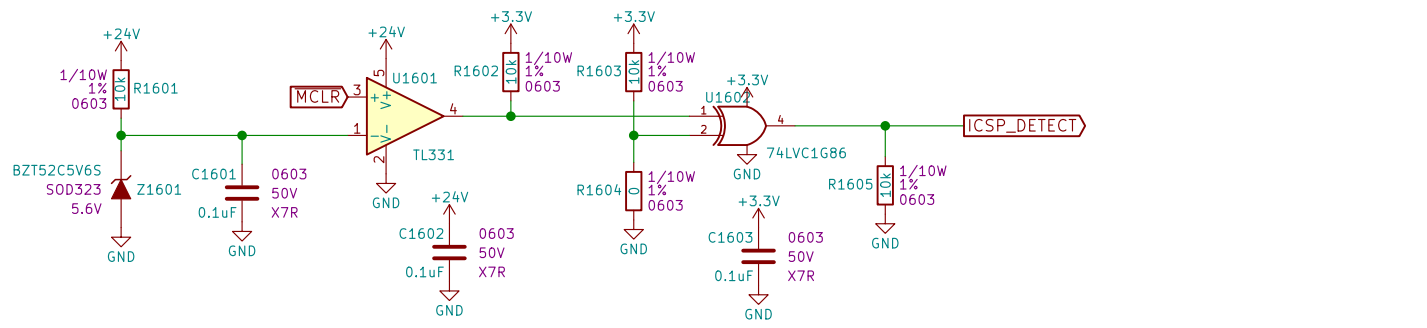 +24V
1/10W
1%
0603
10k
R1601
BZT52C5V6S
SOD323
5.6V
Z1601
GND
C1601
0.1uF
0603
50V
X7R
GND
MCLR
+24V
U1601
3
+
1
-
5
V+
V-
2
4
TL331
GND
+24V
C1602
0.1uF
0603
50V
X7R
GND
+3.3V
R1602
10k
1/10W
1%
0603
+3.3V
R1603
10k
1/10W
1%
0603
R1604
0
1/10W
1%
0603
GND
+3.3V
U1602
1
2
4
74LVC1G86
GND
+3.3V
C1603
0.1uF
0603
50V
X7R
GND
ICSP_DETECT
R1605
10k
1/10W
1%
0603
GND